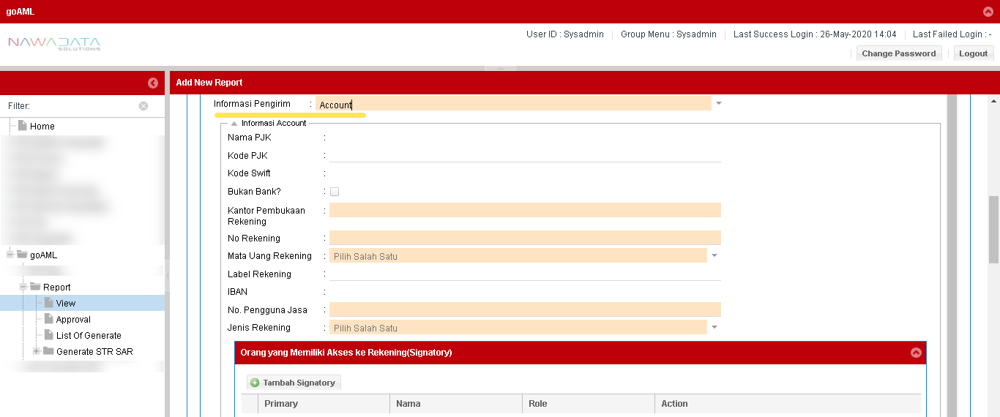 goAML
NAWADATA
SOLUTIONS
User ID : Sysadmin
Group Menu : Sysadmin
Last Success Login : 26-May-2020 14:04
Last Failed Login : -
Change Password
Logout
Add New Report
Filter:
Home
goAML
Report
View
Approval
List Of Generate
Generate STR SAR
Informasi Pengirim : Account
Informasi Account
Nama PJK :
Kode PJK :
Kode Swift :
Bukan Bank? :
Kantor Pembukaan :
Rekening
No Rekening :
Mata Uang Rekening : Pilih Salah Satu
Label Rekening :
IBAN :
No. Pengguna Jasa :
Jenis Rekening : Pilih Salah Satu
Orang yang Memiliki Akses ke Rekening(Signatory)
Tambah Signatory
Primary Nama Role Action